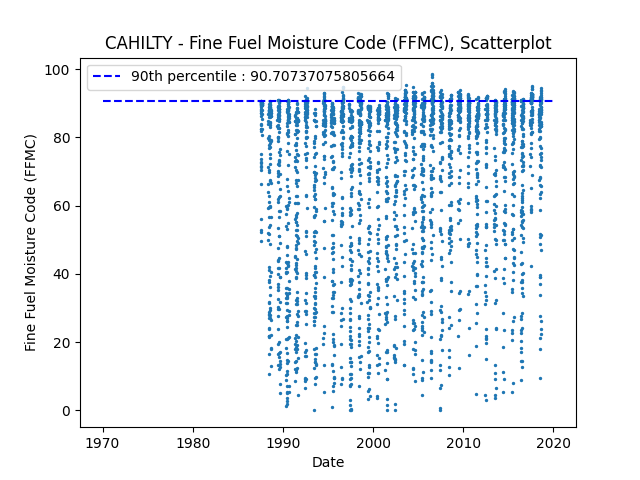 CAHILTY - Fine Fuel Moisture Code (FFMC), Scatterplot
90th percentile : 90.70737075805664
Fine Fuel Moisture Code (FFMC)
100
80
60
40
20
0
1970 1980 1990 2000 2010 2020
Date